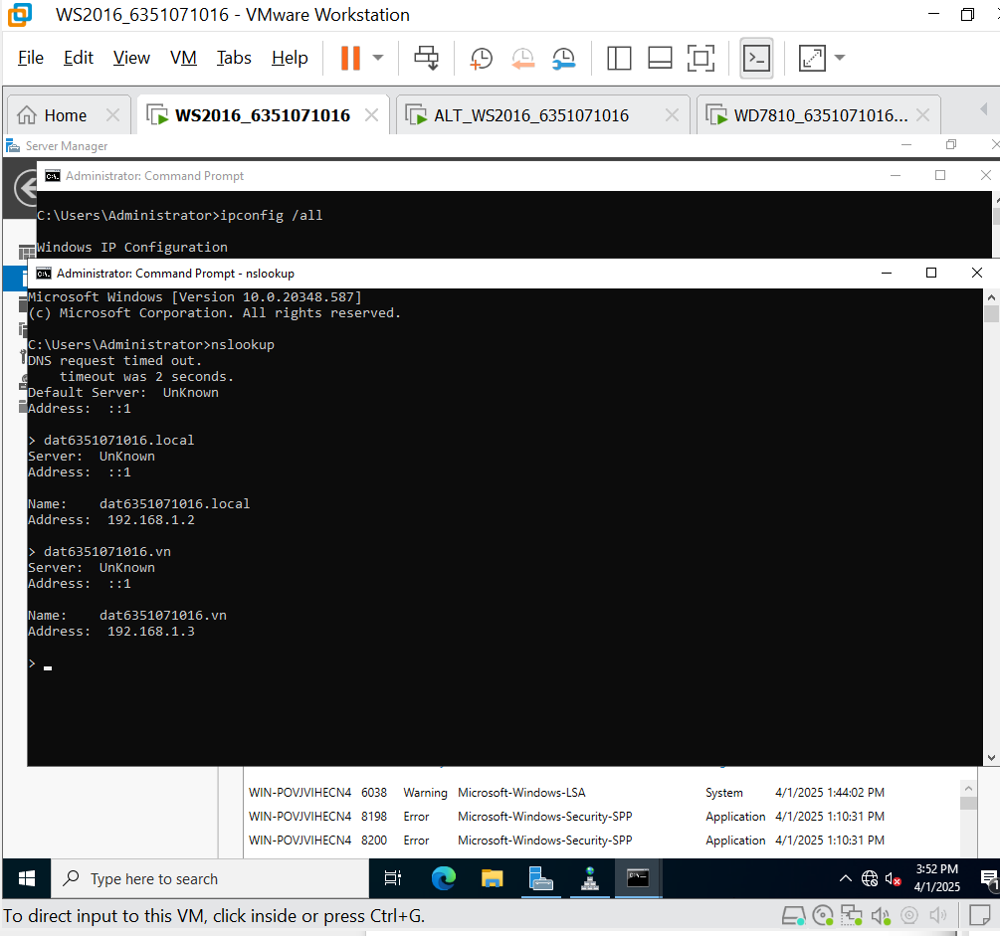 WS2016_6351071016 - VMware Workstation
File Edit View VM Tabs Help
Home WS2016_6351071016 ALT_WS2016_6351071016 WD7810_6351071016...
Server Manager
Administrator: Command Prompt
C:\Users\Administrator>ipconfig /all
Windows IP Configuration
Administrator: Command Prompt - nslookup
Microsoft Windows [Version 10.0.20348.587]
(c) Microsoft Corporation. All rights reserved.
C:\Users\Administrator>nslookup
DNS request timed out.
timeout was 2 seconds.
Default Server: UnKnown
Address: ::1
> dat6351071016.local
Server: UnKnown
Address: ::1
Name: dat6351071016.local
Address: 192.168.1.2
> dat6351071016.vn
Server: UnKnown
Address: ::1
Name: dat6351071016.vn
Address: 192.168.1.3
>
WIN-POVJVIHECN4 6038 Warning Microsoft-Windows-LSA System 4/1/2025 1:44:02 PM
WIN-POVJVIHECN4 8198 Error Microsoft-Windows-Security-SPP Application 4/1/2025 1:10:31 PM
WIN-POVJVIHECN4 8200 Error Microsoft-Windows-Security-SPP Application 4/1/2025 1:10:31 PM
Type here to search
3:52 PM
4/1/2025
1
To direct input to this VM, click inside or press Ctrl+G.